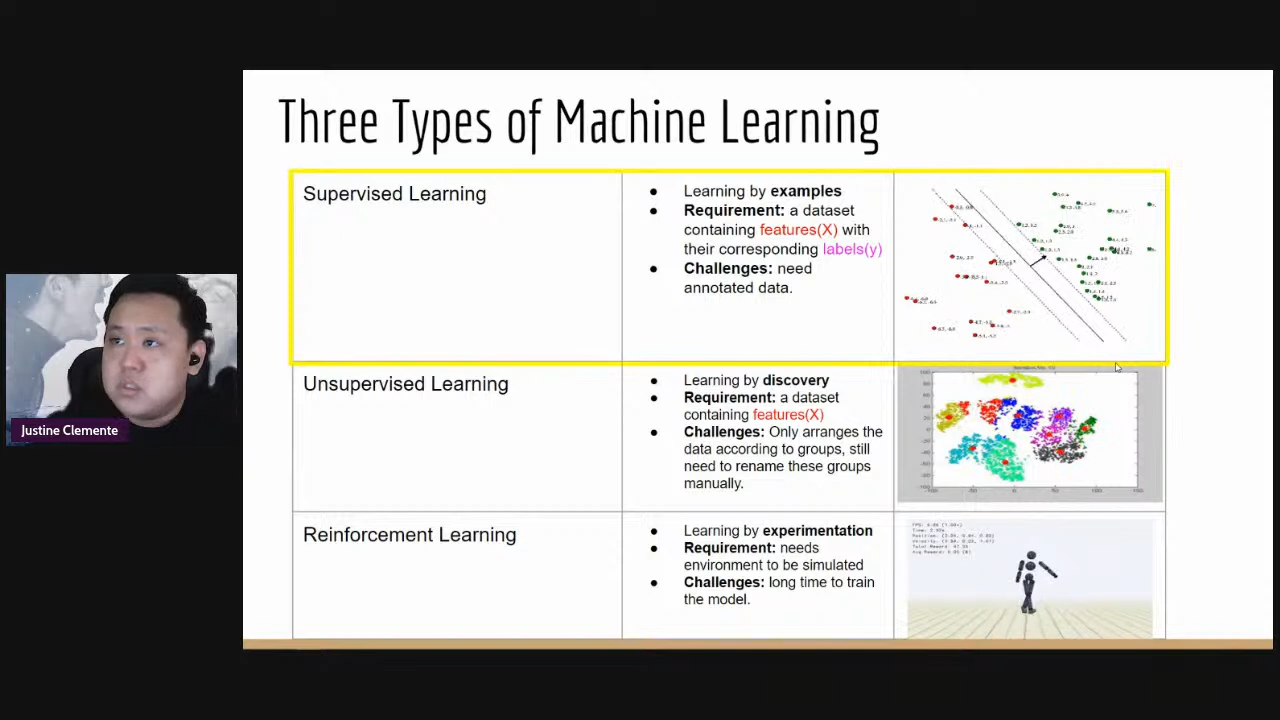 Three Types of Machine Learning
Supervised Learning
● Learning by examples
● Requirement: a dataset
containing features(X) with
their corresponding labels(y)
● Challenges: need
annotated data.
Unsupervised Learning
● Learning by discovery
● Requirement: a dataset
containing features(X)
● Challenges: Only arranges the
data according to groups, still
need to rename these groups
manually.
Reinforcement Learning
● Learning by experimentation
● Requirement: needs
environment to be simulated
● Challenges: long time to train
the model.
Justine Clemente